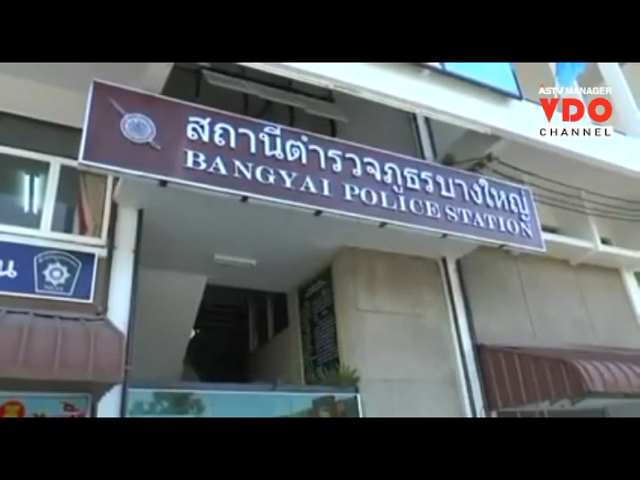 ASTV MANAGER
VDO
CHANNEL
สถานีตำรวจภูธรบางใหญ่
BANGYAI POLICE STATION
น